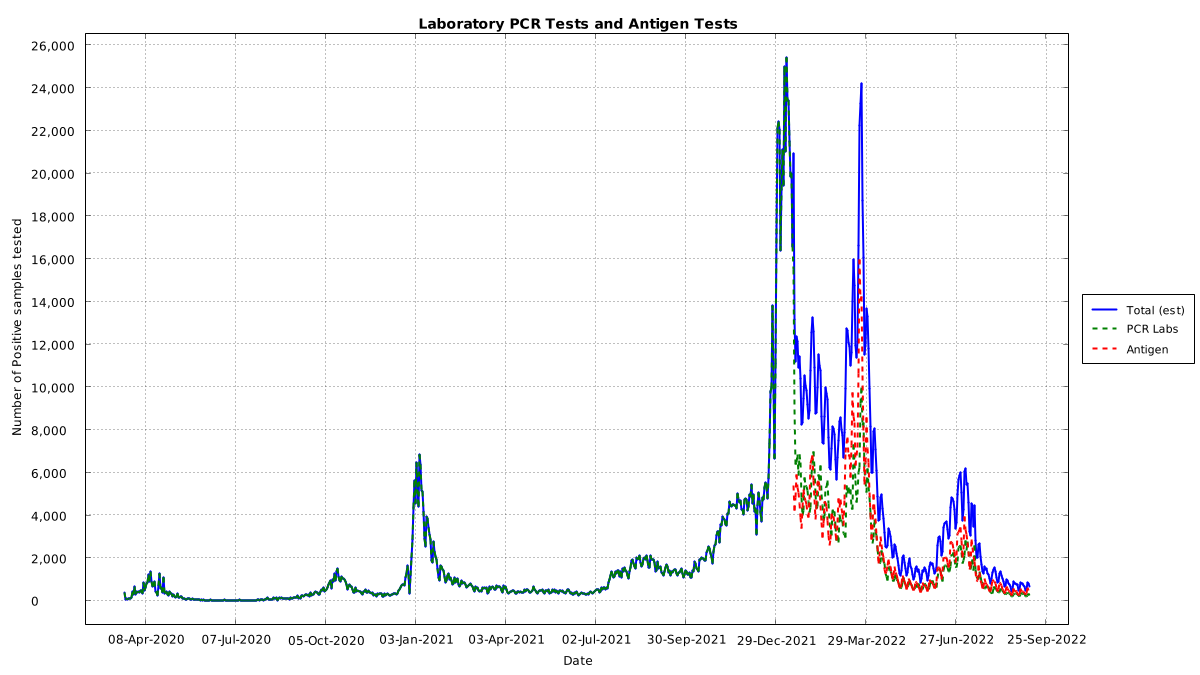 Laboratory PCR Tests and Antigen Tests
26,000
24,000
22,000
20,000
18,000
16,000
14,000
12,000
10,000
8,000
6,000
4,000
2,000
0
Number of Positive samples tested
08-Apr-2020 07-Jul-2020 05-Oct-2020 03-Jan-2021 03-Apr-2021 02-Jul-2021 30-Sep-2021 29-Dec-2021 29-Mar-2022 27-Jun-2022 25-Sep-2022
Date
Total (est)
PCR Labs
Antigen